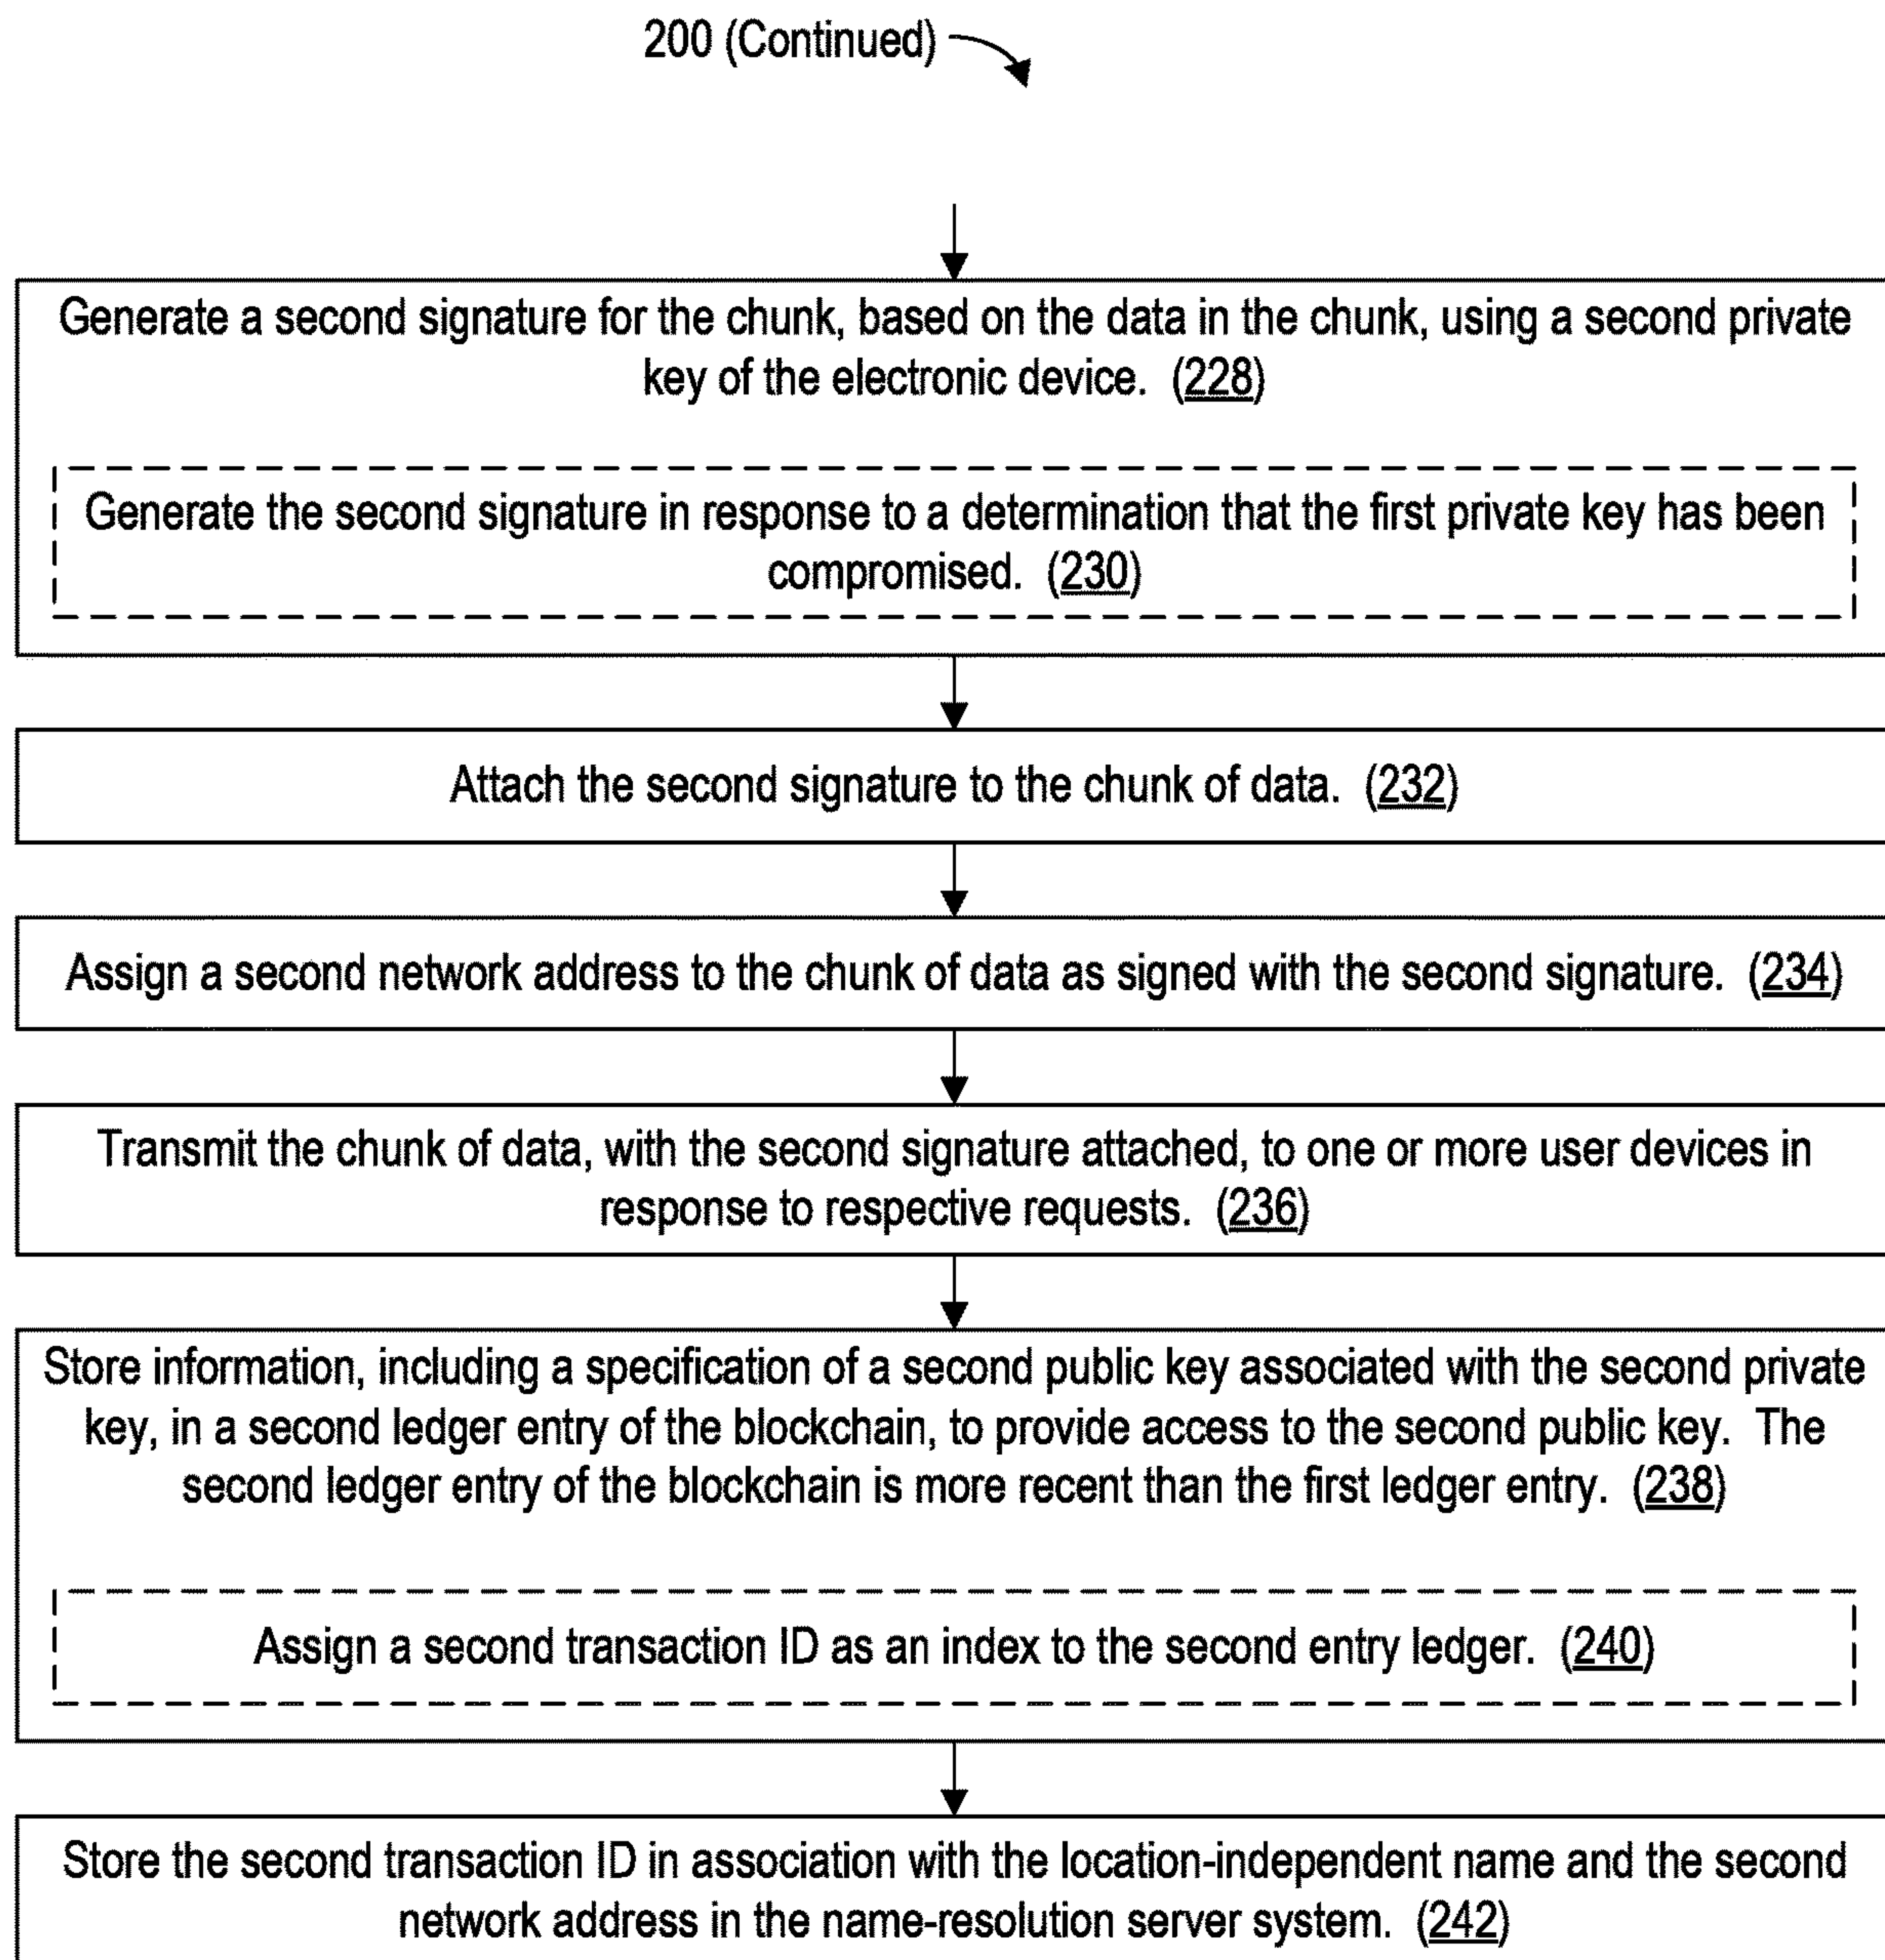 200 (Continued)
Generate a second signature for the chunk, based on the data in the chunk, using a second private
key of the electronic device. (228)
Generate the second signature in response to a determination that the first private key has been
compromised. (230)
Attach the second signature to the chunk of data. (232)
Assign a second network address to the chunk of data as signed with the second signature. (234)
Transmit the chunk of data, with the second signature attached, to one or more user devices in
response to respective requests. (236)
Store information, including a specification of a second public key associated with the second private
key, in a second ledger entry of the blockchain, to provide access to the second public key. The
second ledger entry of the blockchain is more recent than the first ledger entry. (238)
Assign a second transaction ID as an index to the second entry ledger. (240)
Store the second transaction ID in association with the location-independent name and the second
network address in the name-resolution server system. (242)